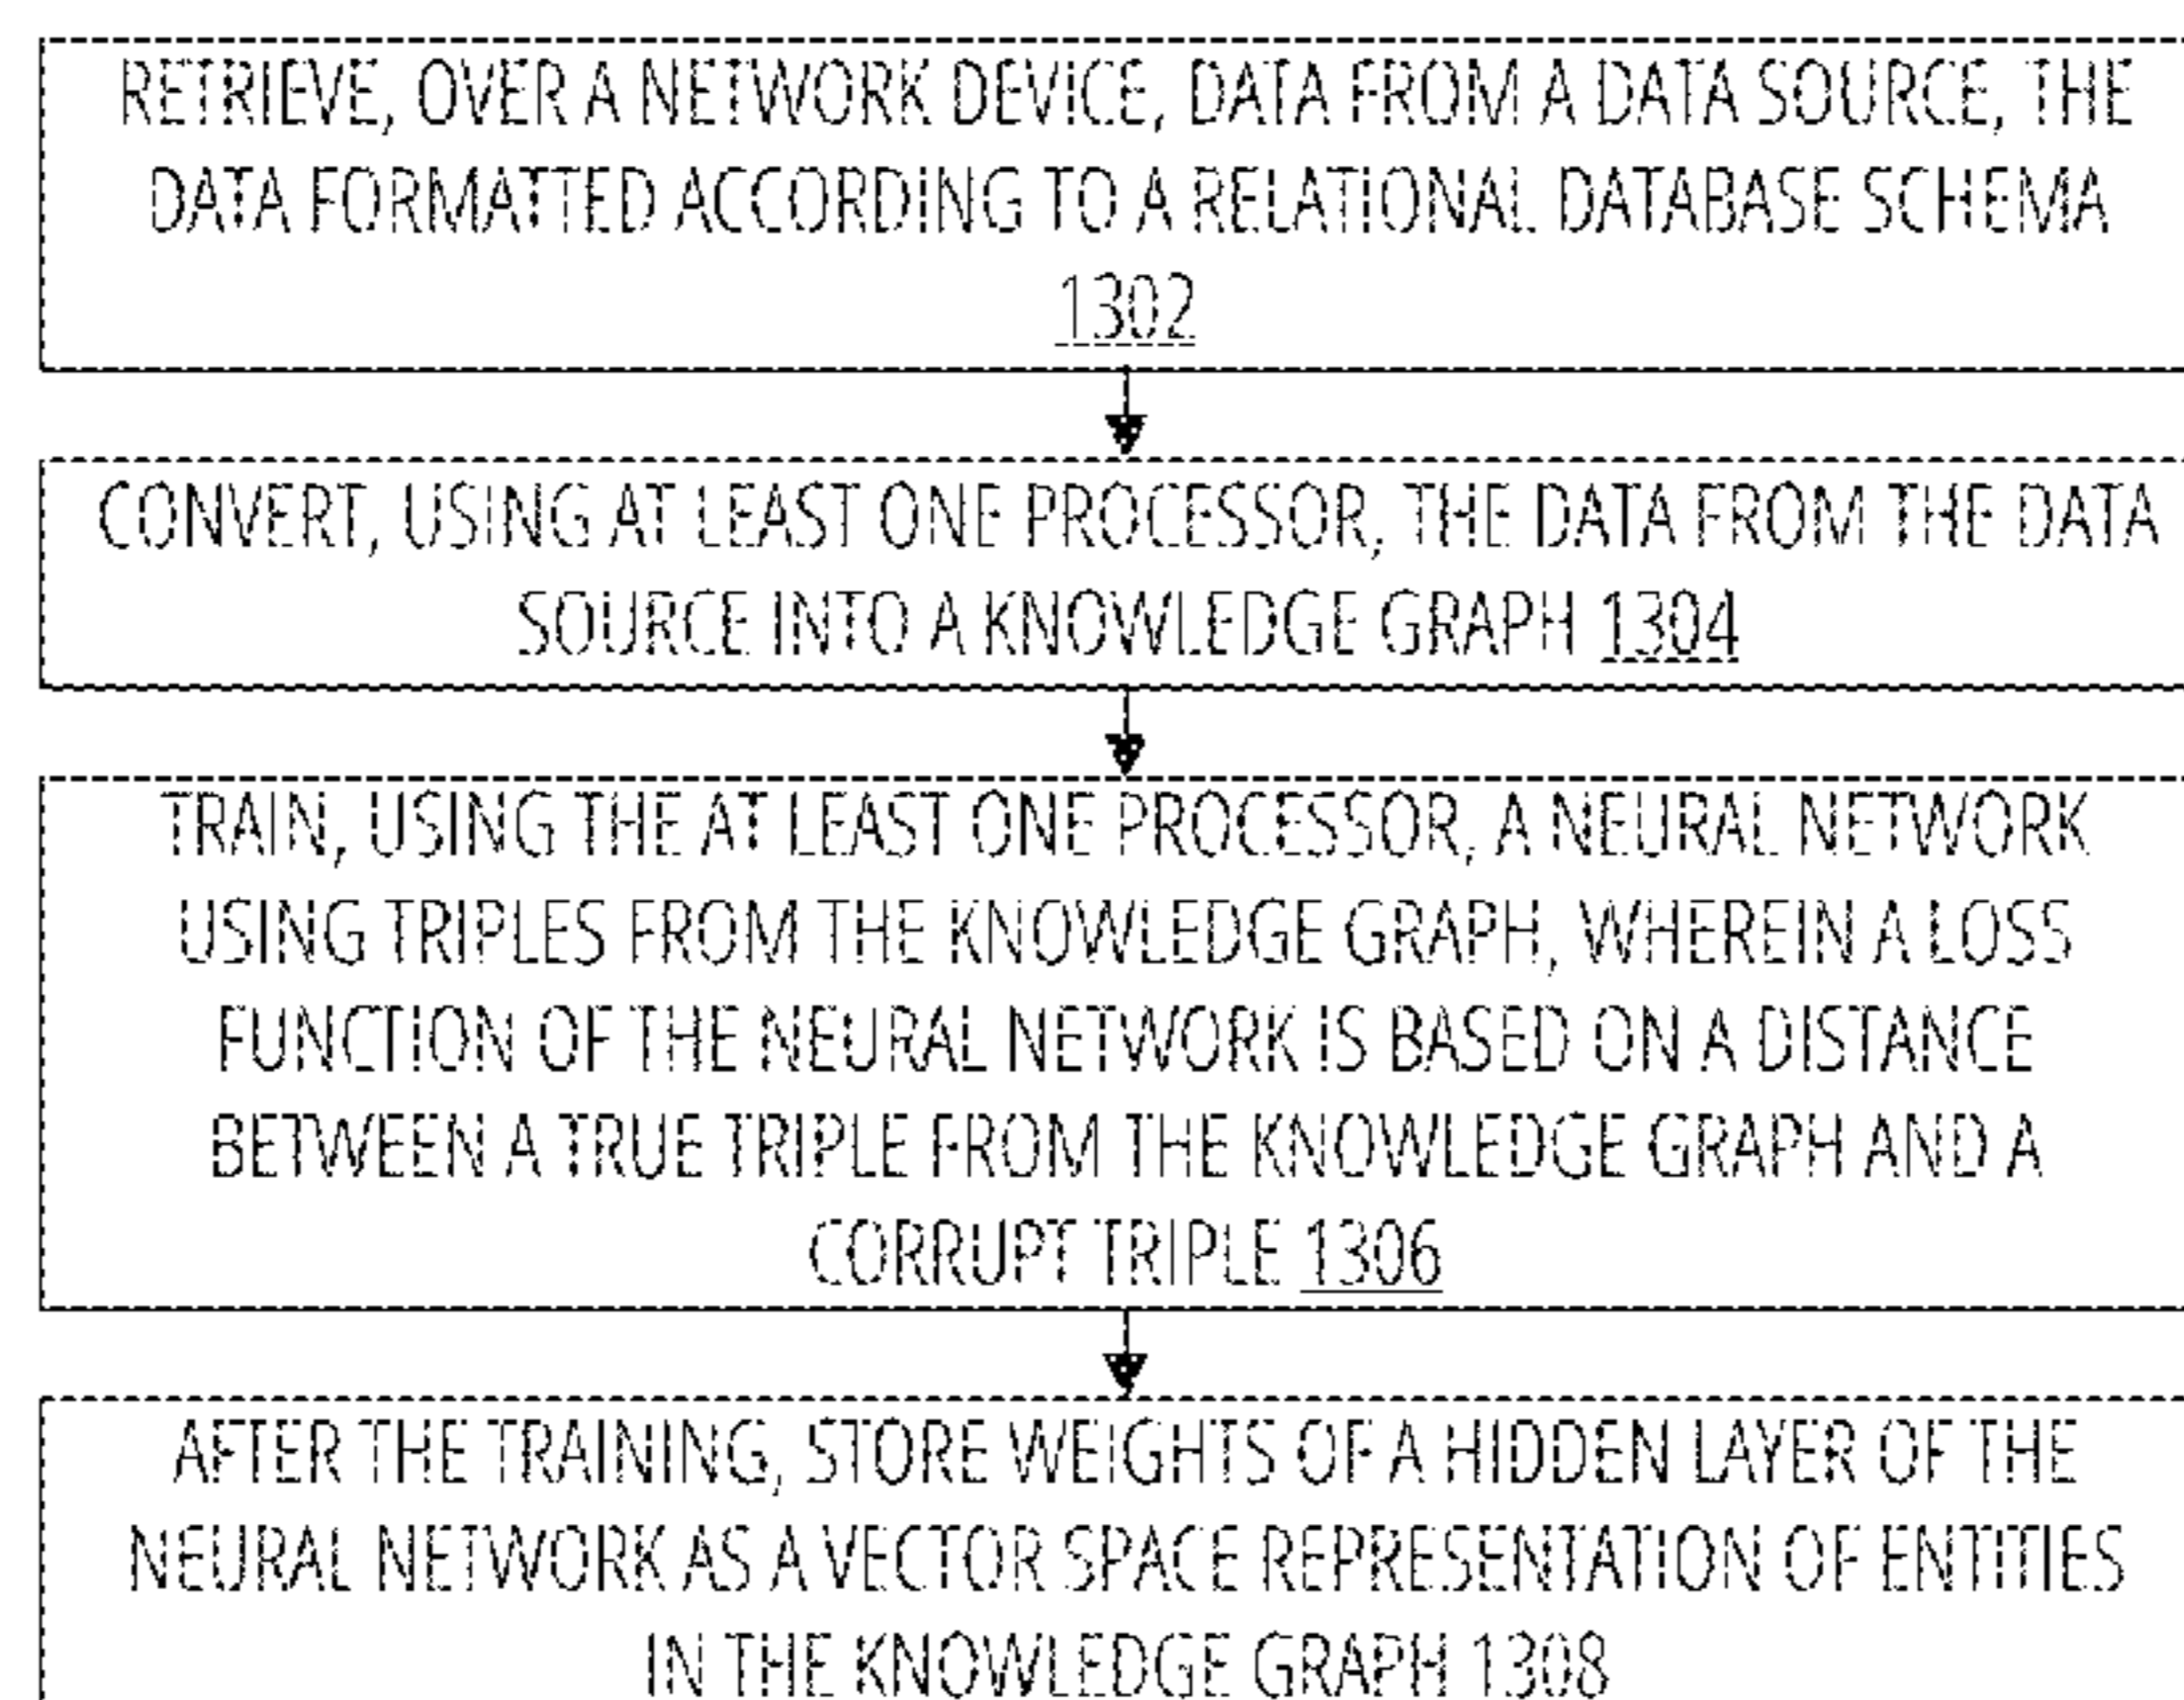 RETRIEVE, OVER A NETWORK DEVICE, DATA FROM A DATA SOURCE, THE
DATA FORMATTED ACCORDING TO A RELATIONAL DATABASE SCHEMA
1302
CONVERT, USING AT LEAST ONE PROCESSOR, THE DATA FROM THE DATA
SOURCE INTO A KNOWLEDGE GRAPH 1304
TRAIN, USING THE AT LEAST ONE PROCESSOR, A NEURAL NETWORK
USING TRIPLES FROM THE KNOWLEDGE GRAPH, WHEREIN A LOSS
FUNCTION OF THE NEURAL NETWORK IS BASED ON A DISTANCE
BETWEEN A TRUE TRIPLE FROM THE KNOWLEDGE GRAPH AND A
CORRUPT TRIPLE 1306
AFTER THE TRAINING, STORE WEIGHTS OF A HIDDEN LAYER OF THE
NEURAL NETWORK AS A VECTOR SPACE REPRESENTATION OF ENTITIES
IN THE KNOWLEDGE GRAPH 1308